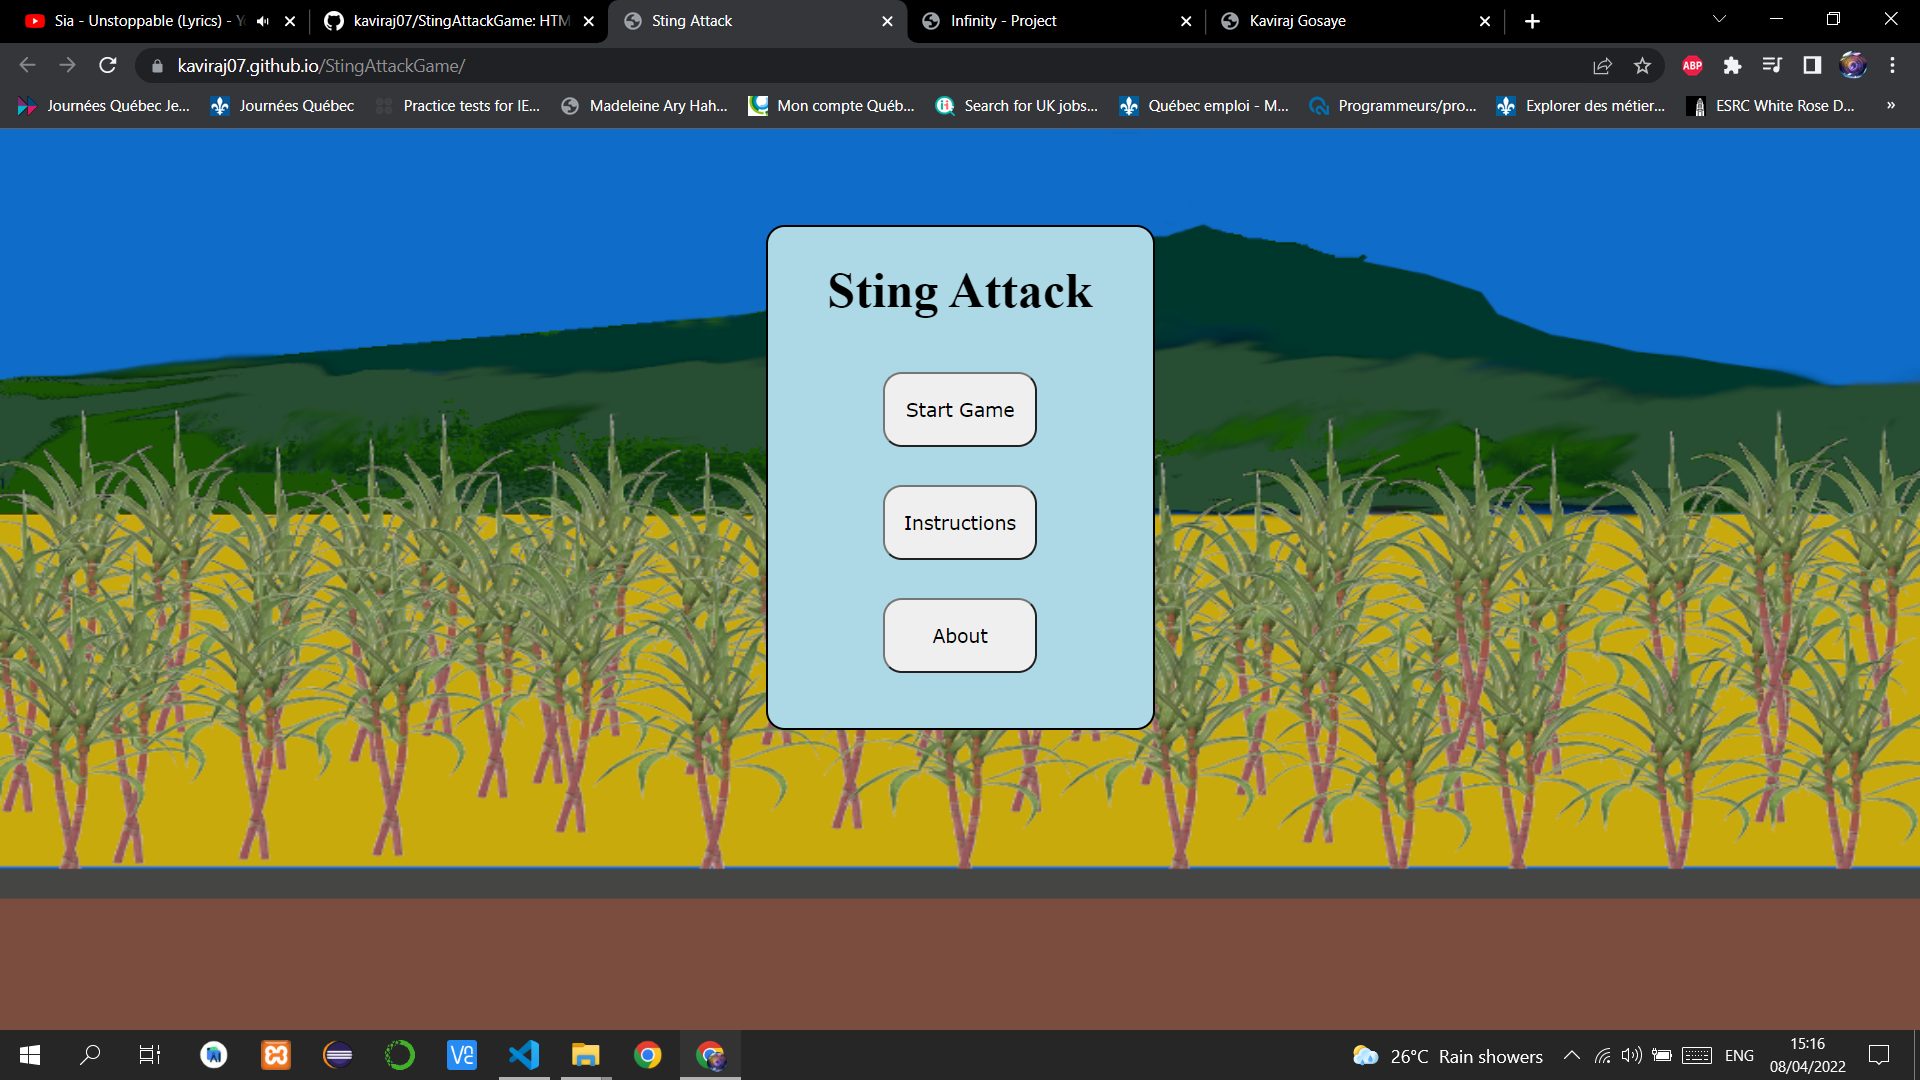 Sia - Unstoppable (Lyrics) -
kaviraj07/StingAttackGame: HTM
Sting Attack
Infinity - Project
Kaviraj Gosaye
kaviraj07.github.io/StingAttackGame/
ABP
Journées Québec Je...
Journées Québec
Practice tests for IE...
Madeleine Ary Hah...
Mon compte Québ...
Search for UK jobs...
Québec emploi - M...
Programmeurs/pro...
Explorer des métier...
ESRC White Rose D...
»
Sting Attack
Start Game
Instructions
About
26°C Rain showers
ENG
15:16
08/04/2022